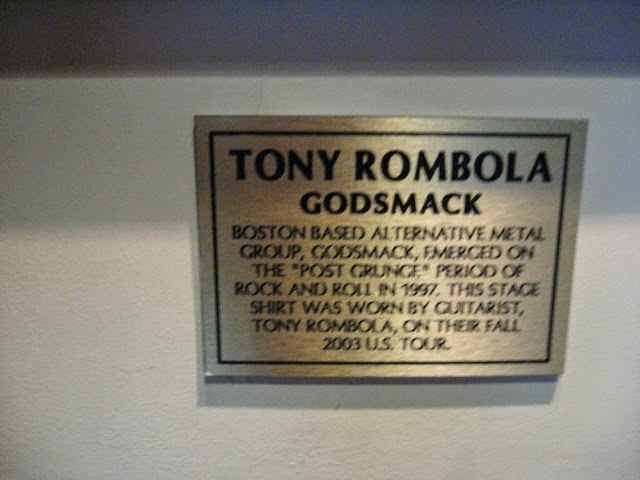 TONY ROMBOLA
GODSMACK
BOSTON BASED ALTERNATIVE METAL
GROUP, GODSMACK, EMERGED ON
THE "POST GRUNGE" PERIOD OF
ROCK AND ROLL IN 1997. THIS STAGE
SHIRT WAS WORN BY GUITARIST,
TONY ROMBOLA, ON THEIR FALL
2003 U.S. TOUR.